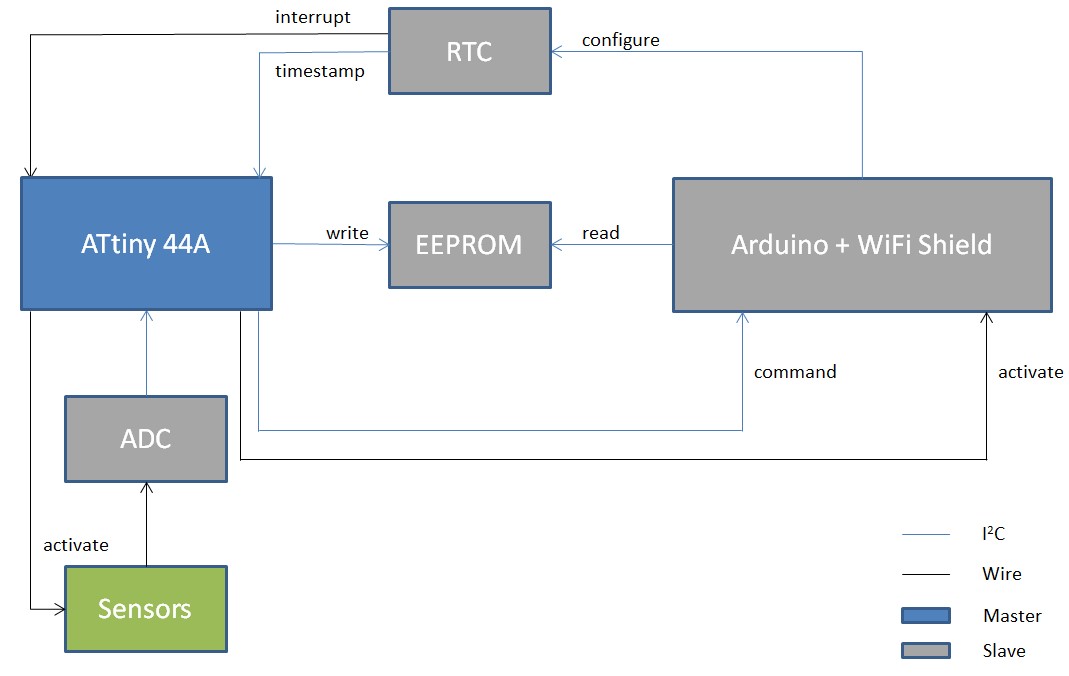 interrupt
RTC
configure
timestamp
ATtiny 44A
write
EEPROM
read
Arduino + WiFi Shield
command
activate
ADC
activate
Sensors
I²C
Wire
Master
Slave